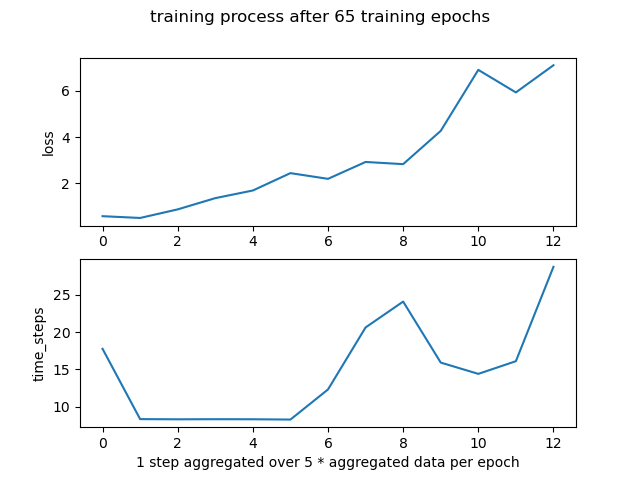 training process after 65 training epochs
6
4
2
loss
0 2 4 6 8 10 12
25
20
15
10
time_steps
0 2 4 6 8 10 12
1 step aggregated over 5 * aggregated data per epoch